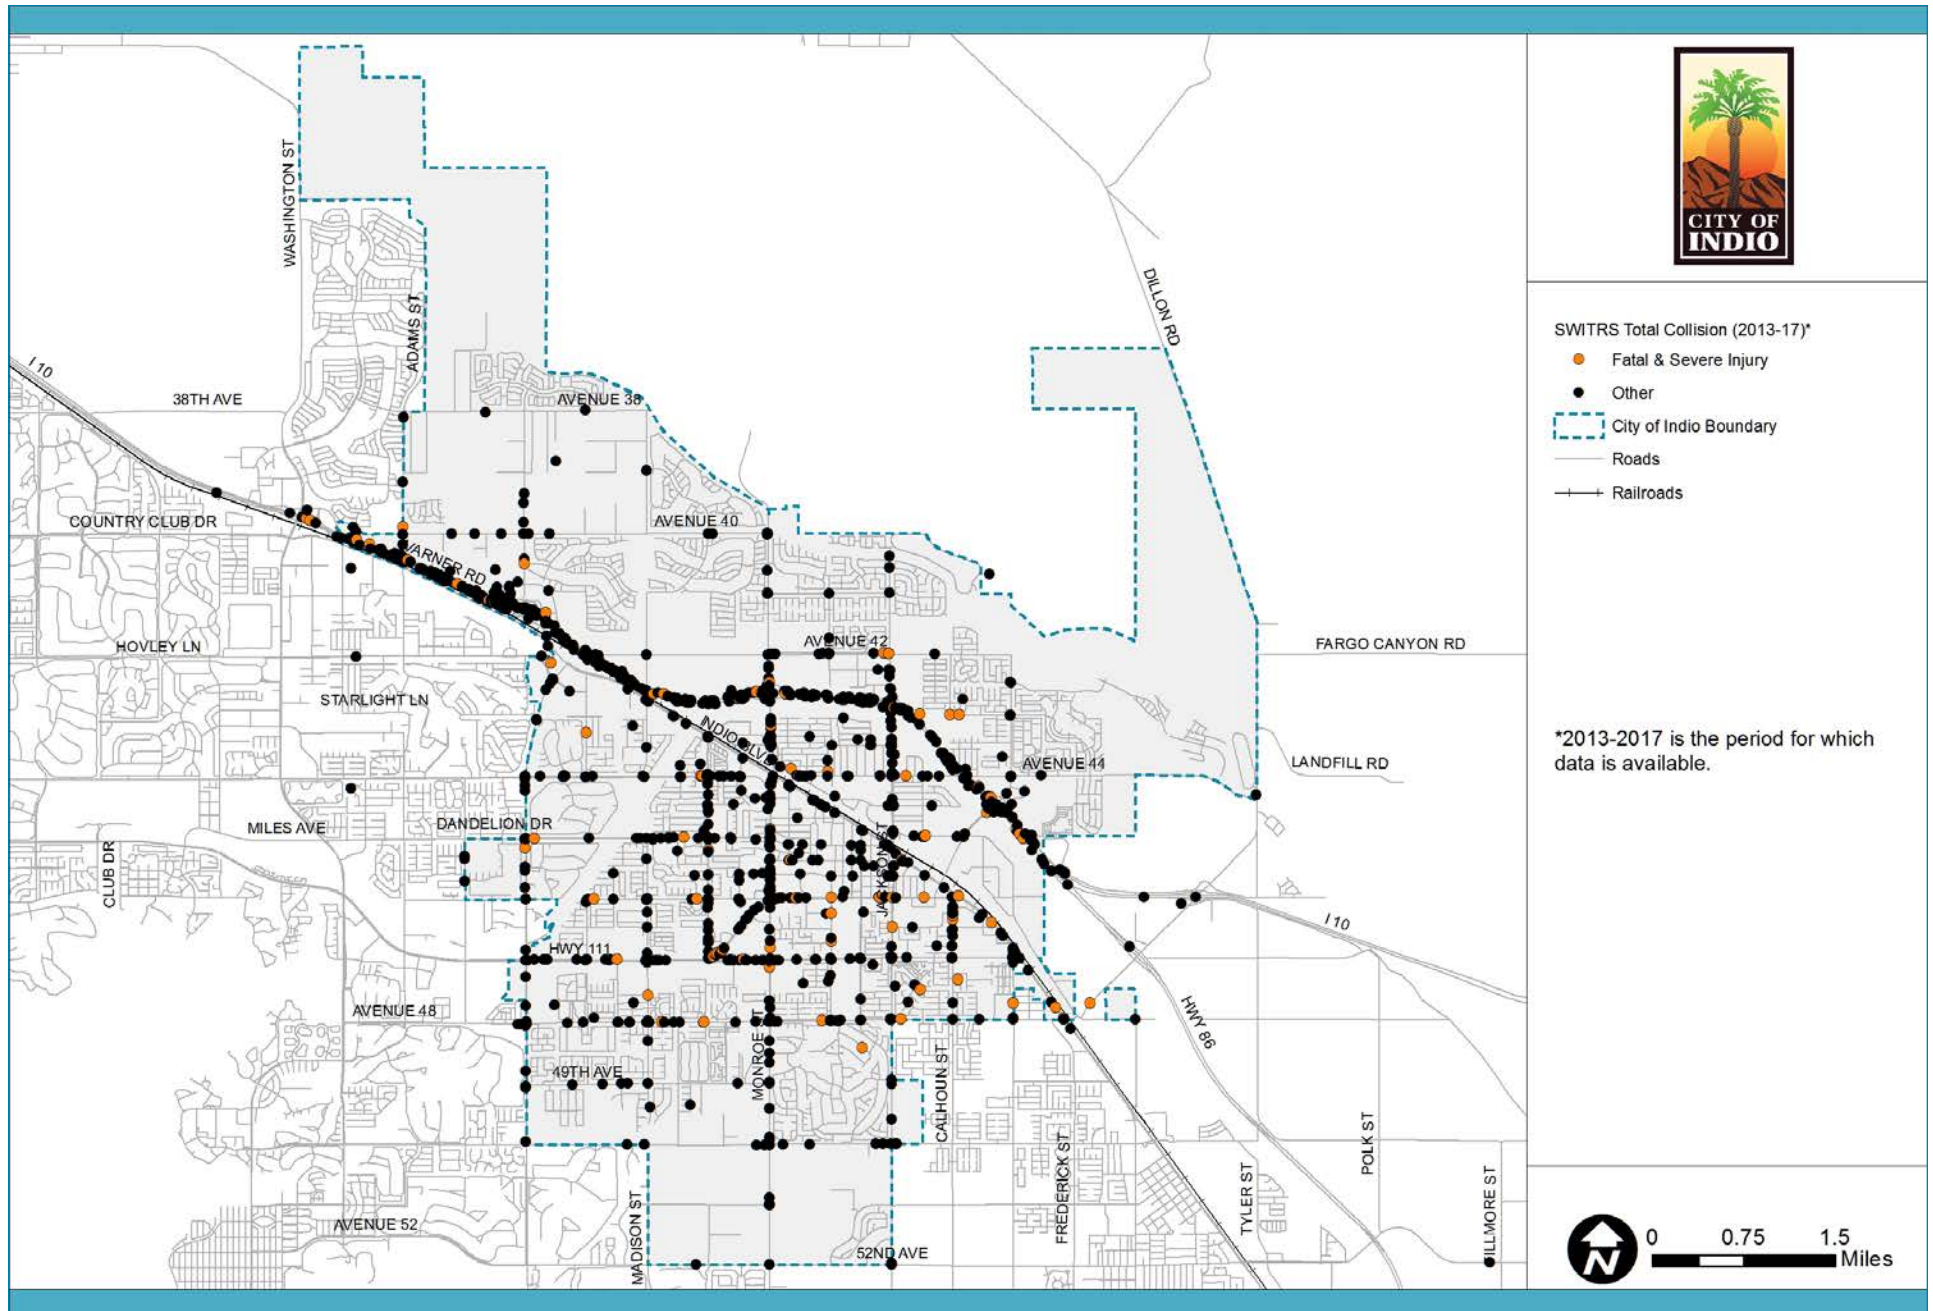 WASHINGTON ST
ADAMS ST
DILLON RD
I 10
38TH AVE
AVENUE 38
COUNTRY CLUB DR
VARNER RD
AVENUE 40
HOVLEY LN
AVENUE 42
FARGO CANYON RD
STARLIGHT LN
INDIO BLVD
AVENUE 44
LANDFILL RD
MILES AVE
DANDELION DR
CLUB DR
JACKSON ST
I 10
HWY 111
AVENUE 48
HWY 86
49TH AVE
MONROE ST
CALHOUN ST
FREDERICK ST
POLK ST
TYLER ST
MADISON ST
AVENUE 52
52ND AVE
CITY OF
INDIO
SWITRS Total Collision (2013-17)*
Fatal & Severe Injury
Other
City of Indio Boundary
Roads
Railroads
*2013-2017 is the period for which
data is available.
N
0 0.75 1.5
Miles